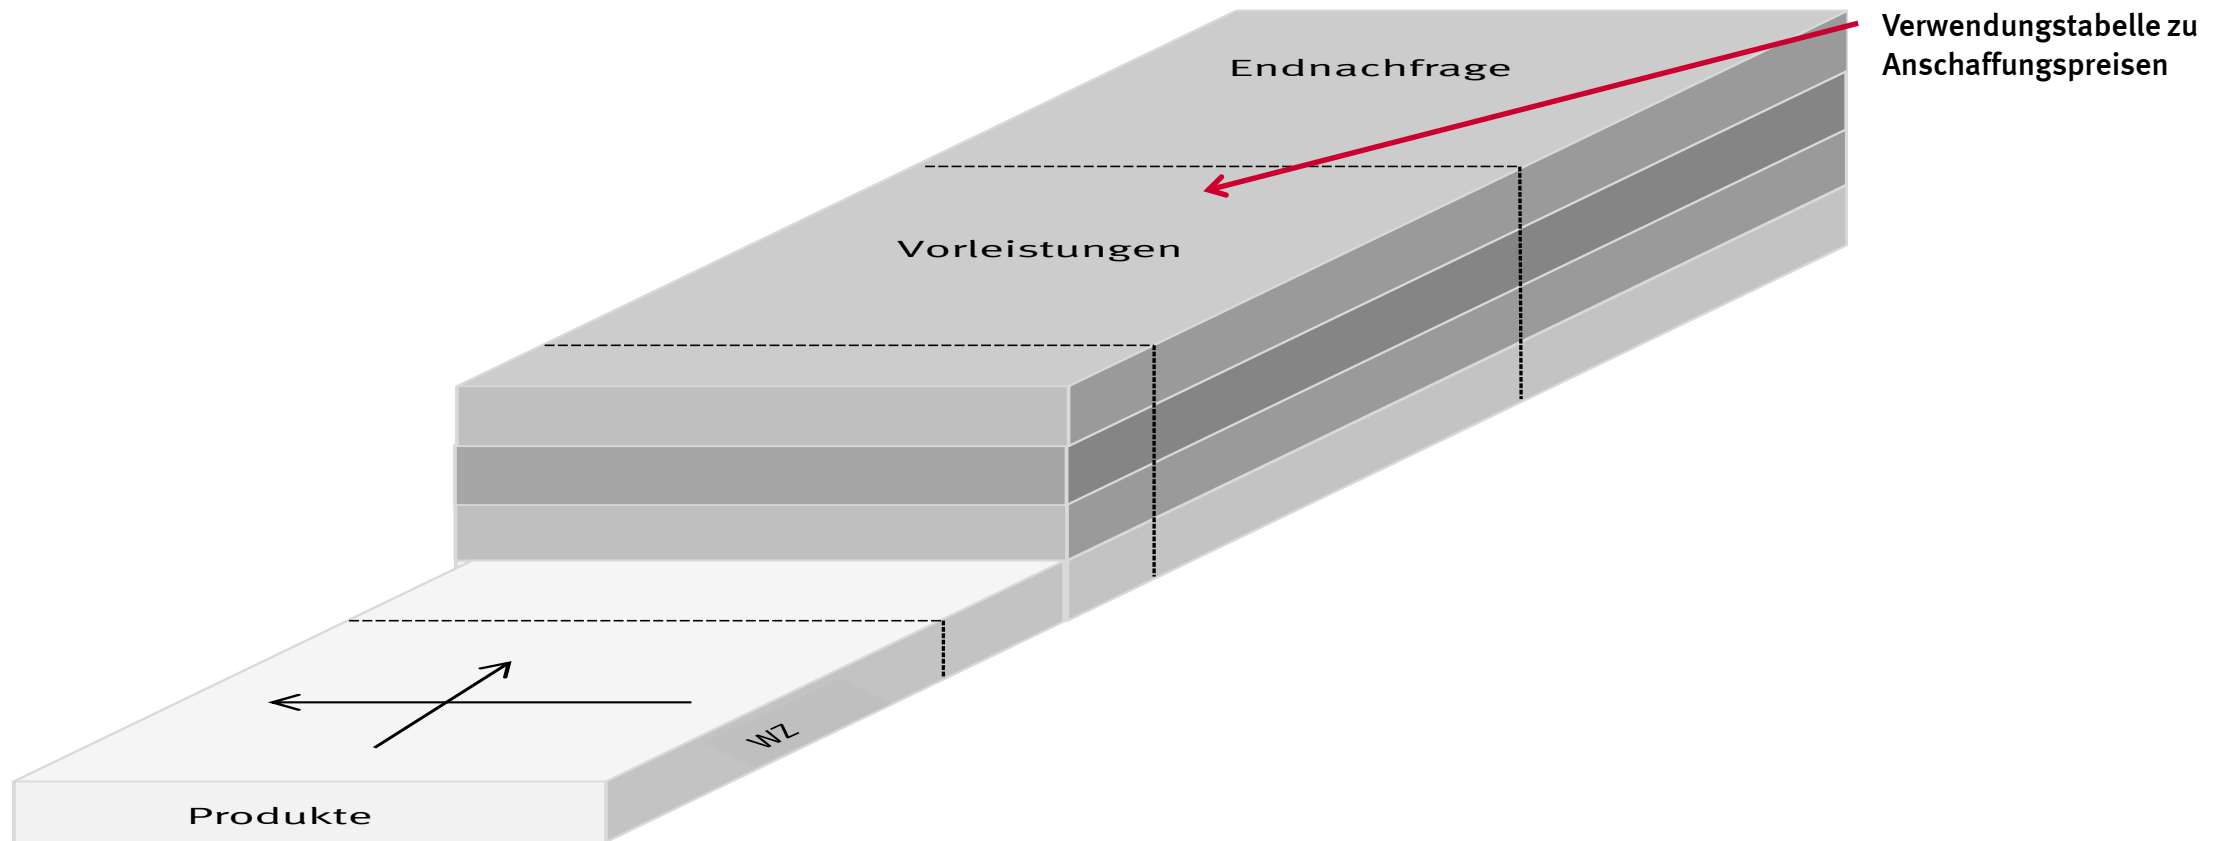 Verwendungstabelle zu
Anschaffungspreisen
Endnachfrage
Vorleistungen
WZ
Produkte